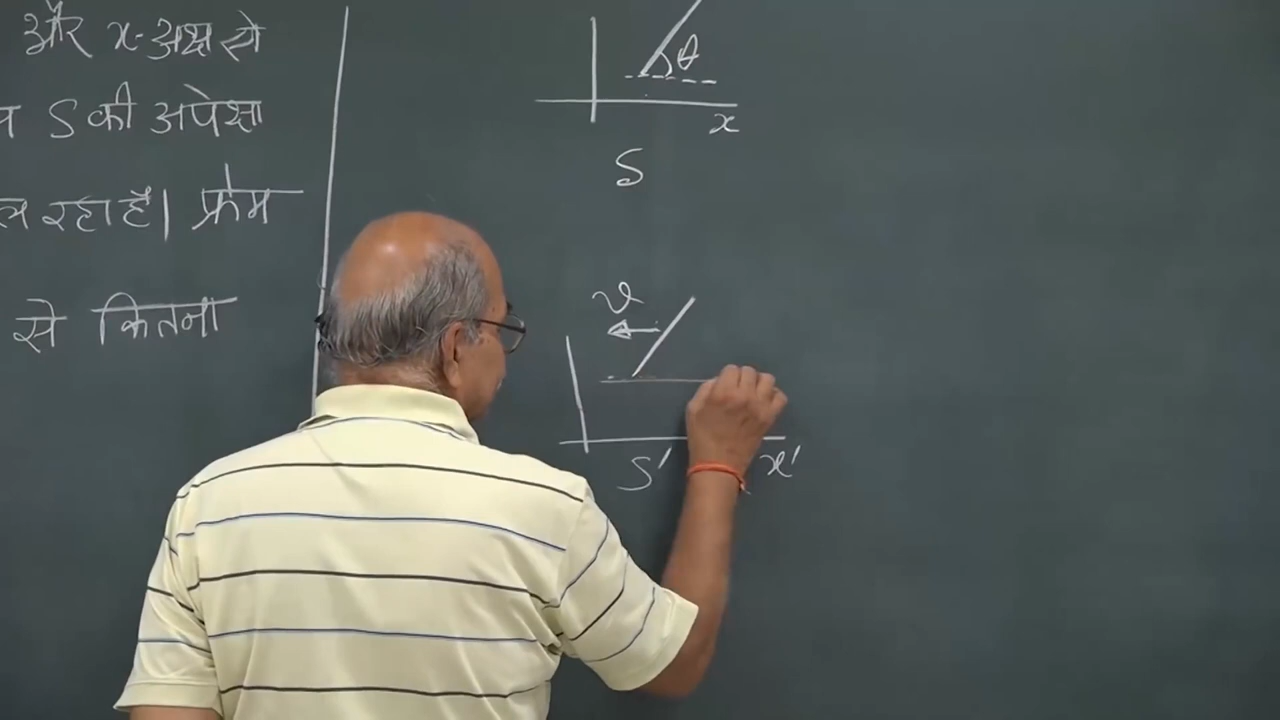 और x-अक्ष से
S की अपेक्षा
रहा है। फ्रेम
से कितना
θ
x
S
v
S′
x′